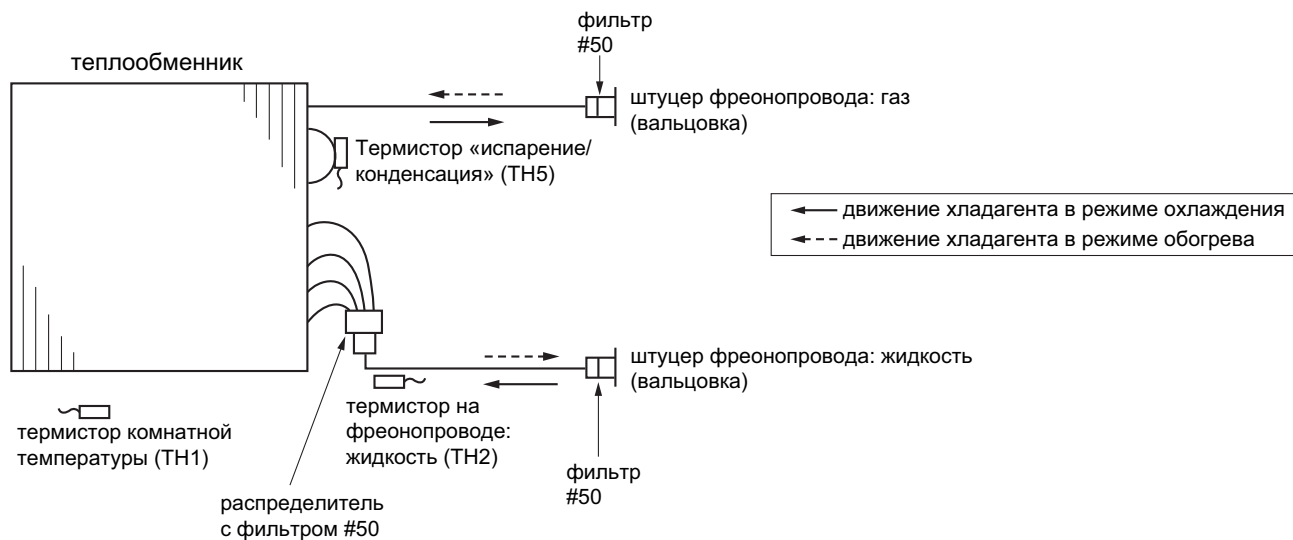 фильтр
#50
теплообменник
штуцер фреонопровода: газ
(вальцовка)
Термистор «испарение/
конденсация» (TH5)
движение хладагента в режиме охлаждения
движение хладагента в режиме обогрева
штуцер фреонопровода: жидкость
(вальцовка)
термистор на
фреонопроводе:
жидкость (TH2)
термистор комнатной
температуры (TH1)
фильтр
#50
распределитель
с фильтром #50